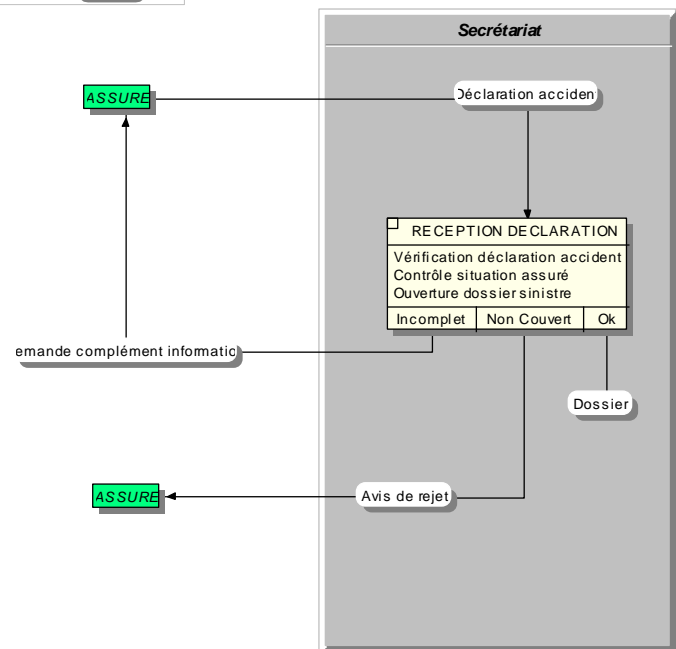 Secrétariat
ASSURE
Déclaration accident
RECEPTION DECLARATION
Vérification déclaration accident
Contrôle situation assuré
Ouverture dossier sinistre
Incomplet Non Couvert Ok
emande complément informatio
Dossier
ASSURE
Avis de rejet